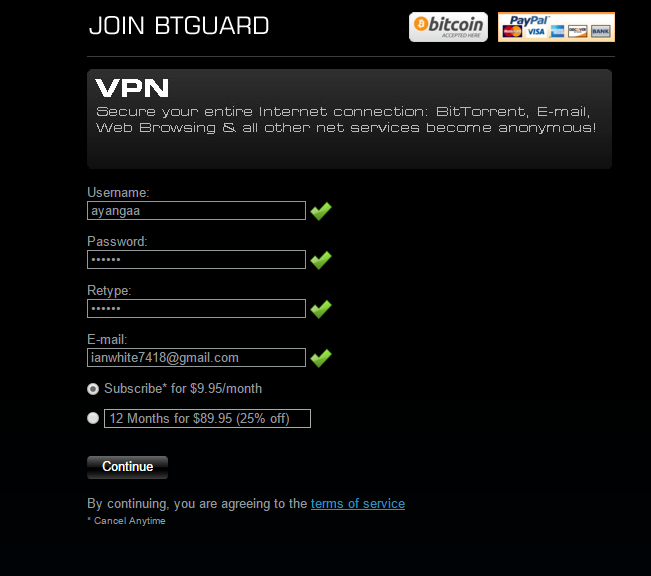 JOIN BTGUARD
bitcoin
ACCEPTED HERE
PayPal
VISA
BANK
VPN
Secure your entire Internet connection: BitTorrent, E-mail,
Web Browsing & all other net services become anonymous!
Username:
ayangaa
Password:
••••••
Retype:
••••••
E-mail:
ianwhite7418@gmail.com
Subscribe* for $9.95/month
12 Months for $89.95 (25% off)
Continue
By continuing, you are agreeing to the terms of service
* Cancel Anytime